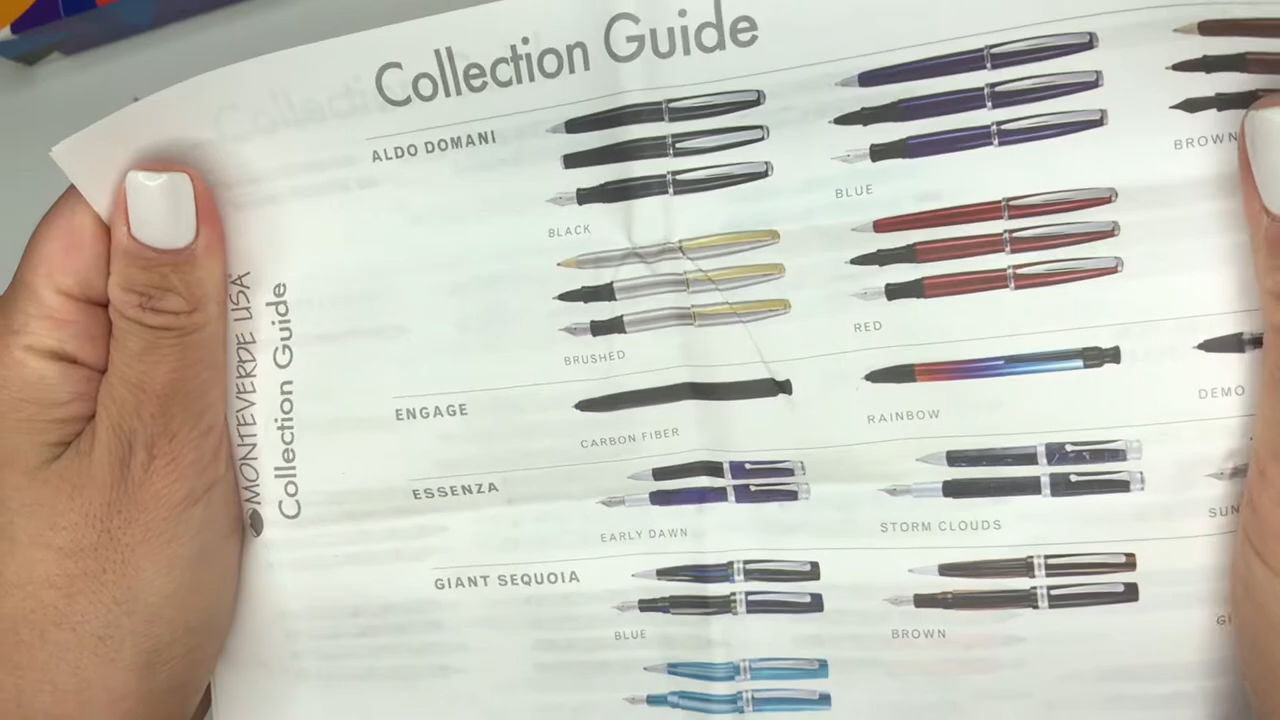 Collection Guide
MONTEVERDE USA®
Collection Guide
ALDO DOMANI
BLACK
BLUE
BROWN
BRUSHED
RED
ENGAGE
CARBON FIBER
RAINBOW
DEMO
ESSENZA
EARLY DAWN
STORM CLOUDS
GIANT SEQUOIA
BLUE
BROWN